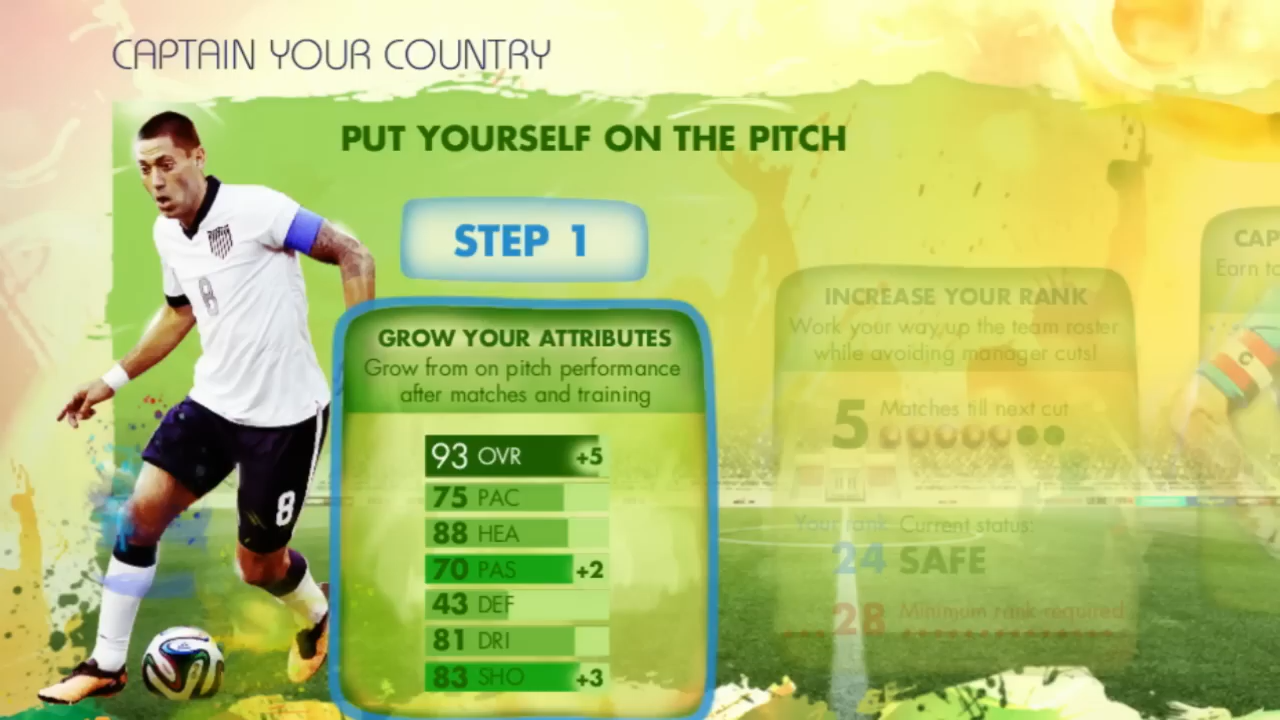 CAPTAIN YOUR COUNTRY
PUT YOURSELF ON THE PITCH
STEP 1
GROW YOUR ATTRIBUTES
Grow from on pitch performance
after matches and training
93 OVR +5
75 PAC
88 HEA
70 PAS +2
43 DEF
81 DRI
83 SHO +3
8
8
INCREASE YOUR RANK
Work your way up the team roster
while avoiding manager cuts!
5 Matches till next cut
Your rank Current status:
24 SAFE
28 Minimum rank required
CAP
Earn to
C